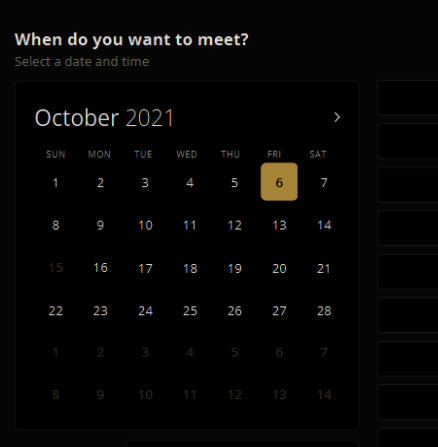 When do you want to meet?
Select a date and time
October 2021
SUN MON TUE WED THU FRI SAT
1 2 3 4 5 6 7
8 9 10 11 12 13 14
15 16 17 18 19 20 21
22 23 24 25 26 27 28
1 2 3 4 5 6 7
8 9 10 11 12 13 14